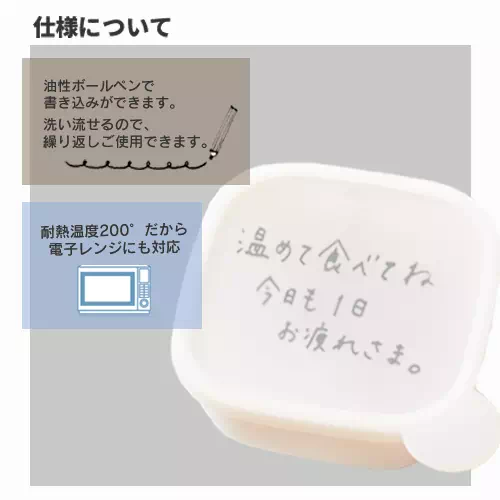 仕様について
油性ボールペンで
書き込みができます。
洗い流せるので、
繰り返しご使用できます。
耐熱温度200°だから
電子レンジにも対応
温めて食べてね
今日も1日
お疲れさま。